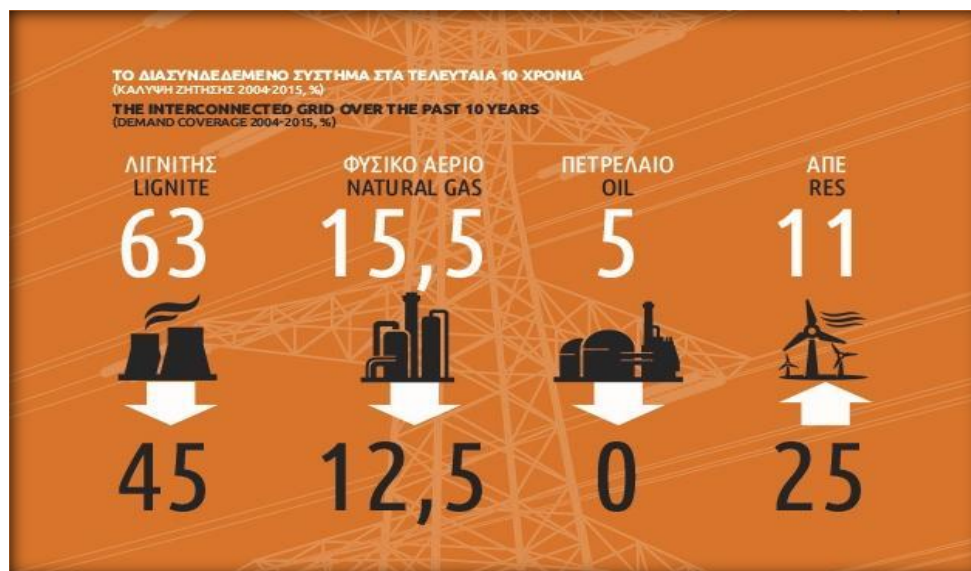 ΤΟ ΔΙΑΣΥΝΔΕΔΕΜΕΝΟ ΣΥΣΤΗΜΑ ΣΤΑ ΤΕΛΕΥΤΑΙΑ 10 ΧΡΟΝΙΑ
(ΚΑΛΥΨΗ ΖΗΤΗΣΗΣ 2004-2015, %)
THE INTERCONNECTED GRID OVER THE PAST 10 YEARS
(DEMAND COVERAGE 2004-2015, %)
ΛΙΓΝΙΤΗΣ ΦΥΣΙΚΟ ΑΕΡΙΟ ΠΕΤΡΕΛΑΙΟ ΑΠΕ
LIGNITE NATURAL GAS OIL RES
63 15,5 5 11
45 12,5 0 25